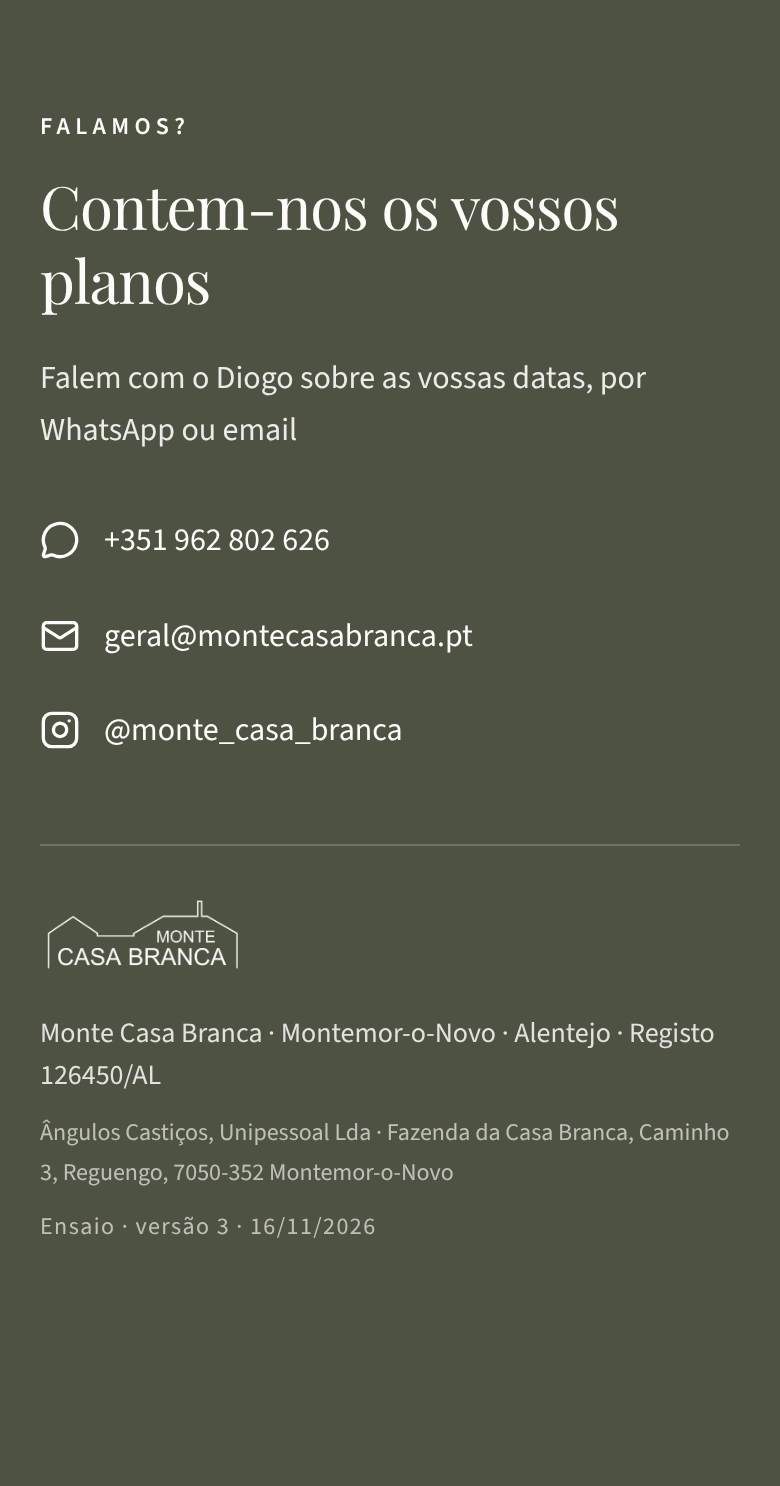 FALAMOS?
Contem-nos os vossos
planos
Falem com o Diogo sobre as vossas datas, por
WhatsApp ou email
+351 962 802 626
geral@montecasabranca.pt
@monte_casa_branca
MONTE
CASA BRANCA
Monte Casa Branca · Montemor-o-Novo · Alentejo · Registo
126450/AL
Ângulos Castiços, Unipessoal Lda · Fazenda da Casa Branca, Caminho
3, Reguengo, 7050-352 Montemor-o-Novo
Ensaio · versão 3 · 16/11/2026